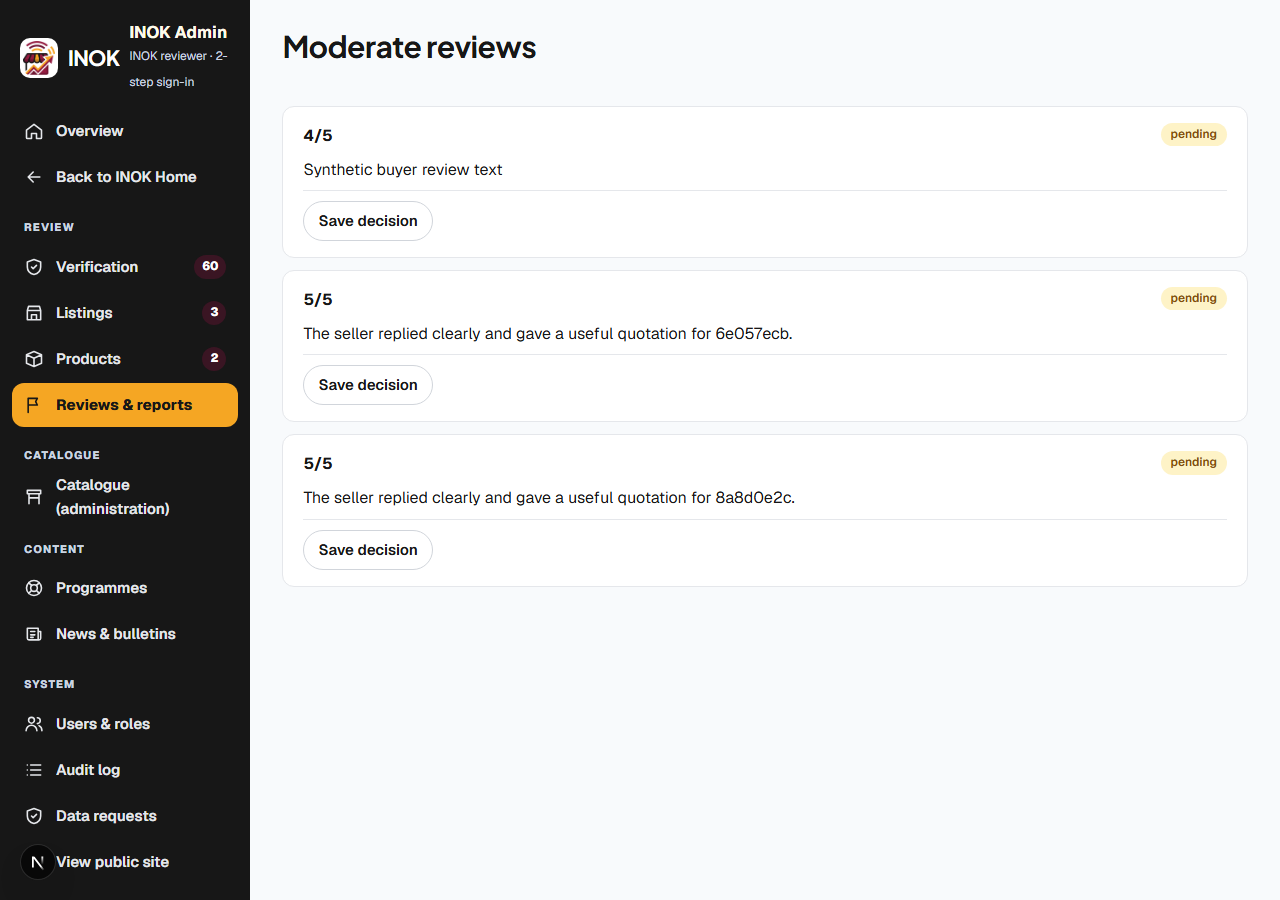 INOK
INOK Admin
INOK reviewer · 2-
step sign-in
Overview
Back to INOK Home
REVIEW
Verification 60
Listings 3
Products 2
Reviews & reports
CATALOGUE
Catalogue
(administration)
CONTENT
Programmes
News & bulletins
SYSTEM
Users & roles
Audit log
Data requests
N View public site
Moderate reviews
4/5 pending
Synthetic buyer review text
Save decision
5/5 pending
The seller replied clearly and gave a useful quotation for 6e057ecb.
Save decision
5/5 pending
The seller replied clearly and gave a useful quotation for 8a8d0e2c.
Save decision